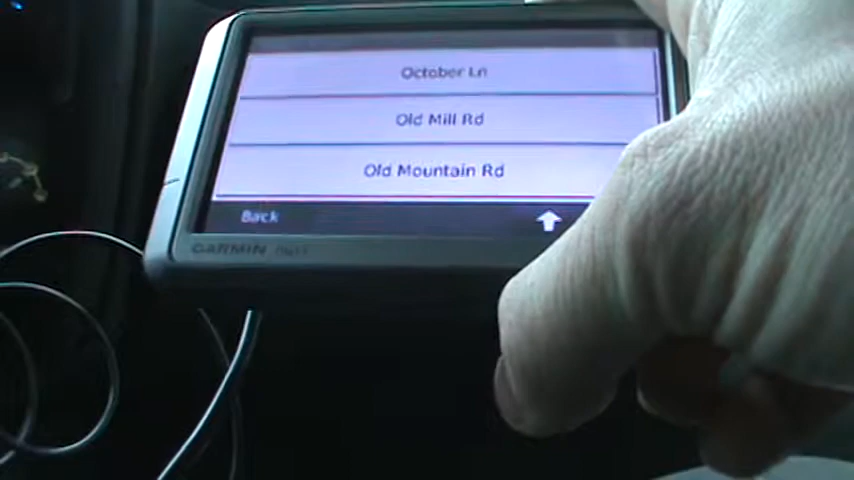 October Ln
Old Mill Rd
Old Mountain Rd
Back
GARMIN